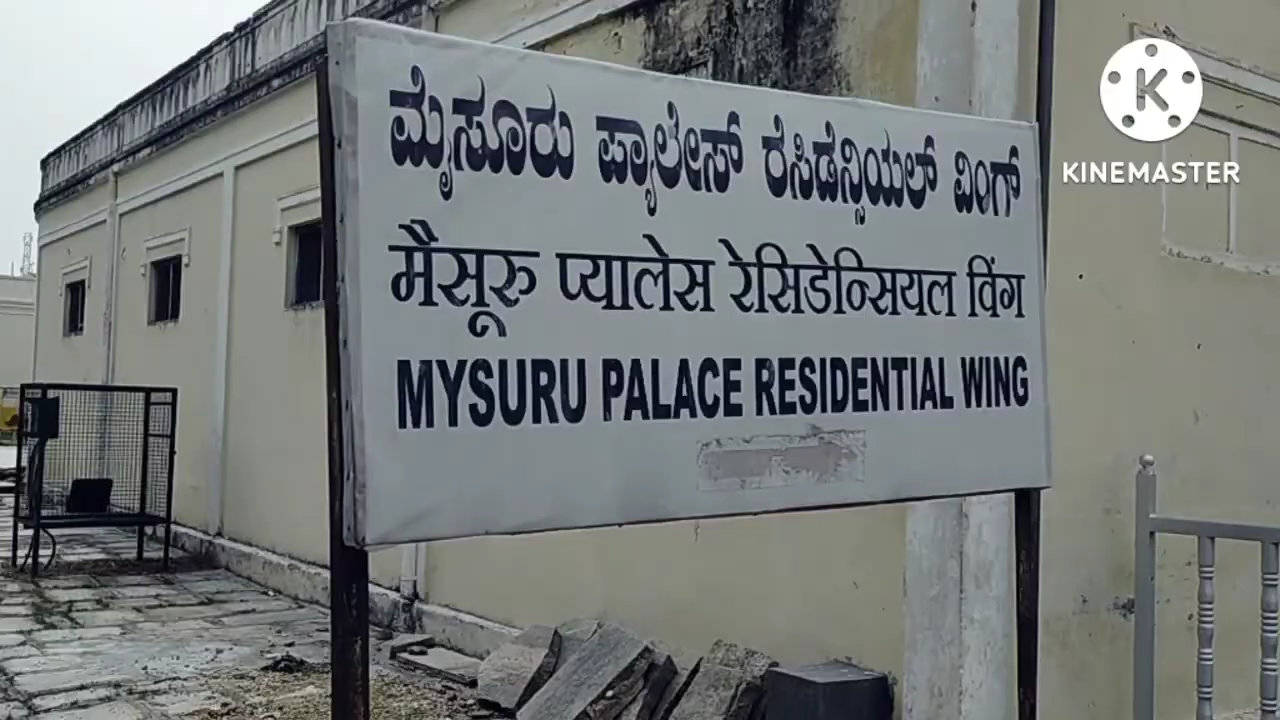 ಮೈಸೂರು ಪ್ಯಾಲೇಸ್ ರೆಸಿಡೆನ್ಸಿಯಲ್ ವಿಂಗ್
मैसूरु प्यालेस रेसिडेन्सियल विंग
MYSURU PALACE RESIDENTIAL WING
K
KINEMASTER